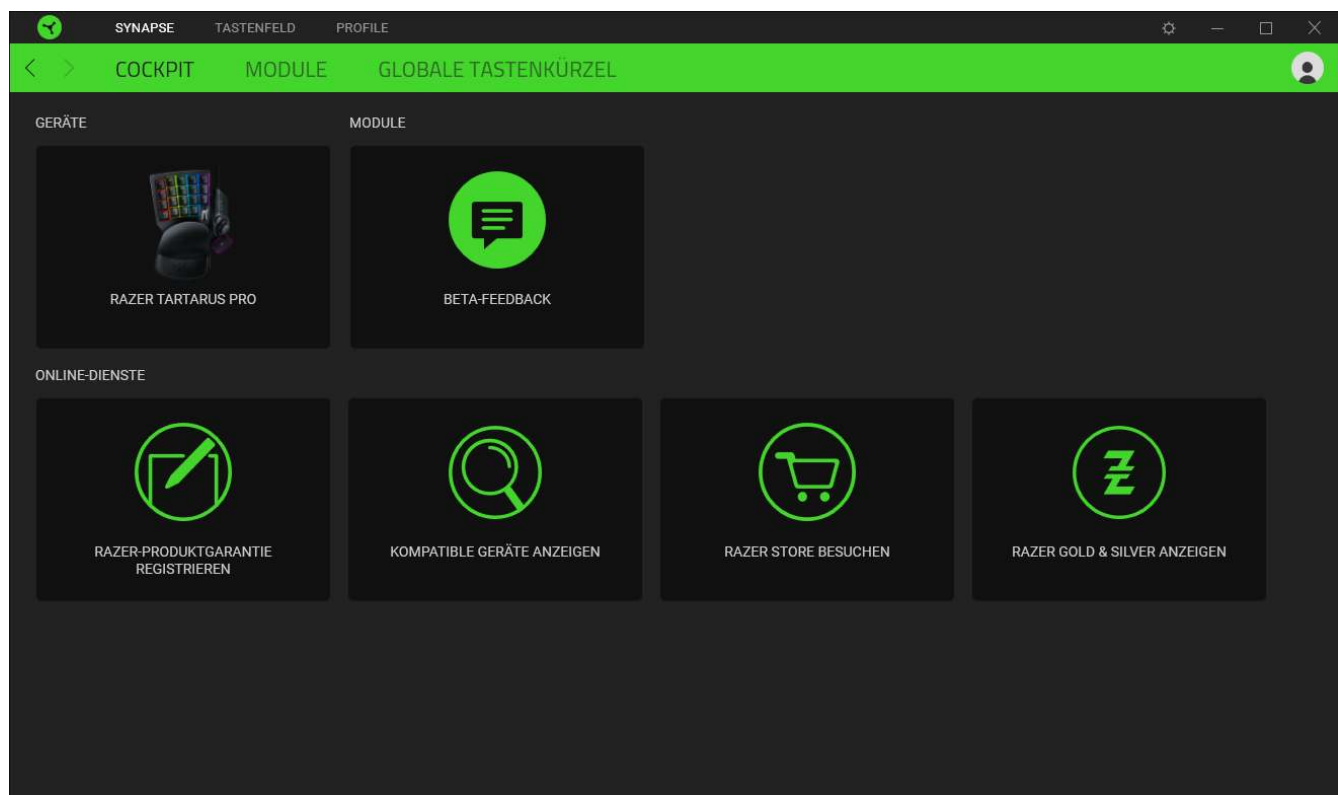 SYNAPSE TASTENFELD PROFILE
COCKPIT MODULE GLOBALE TASTENKÜRZEL
GERÄTE MODULE
RAZER TARTARUS PRO BETA-FEEDBACK
ONLINE-DIENSTE
RAZER-PRODUKTGARANTIE
REGISTRIEREN
KOMPATIBLE GERÄTE ANZEIGEN
RAZER STORE BESUCHEN
RAZER GOLD & SILVER ANZEIGEN